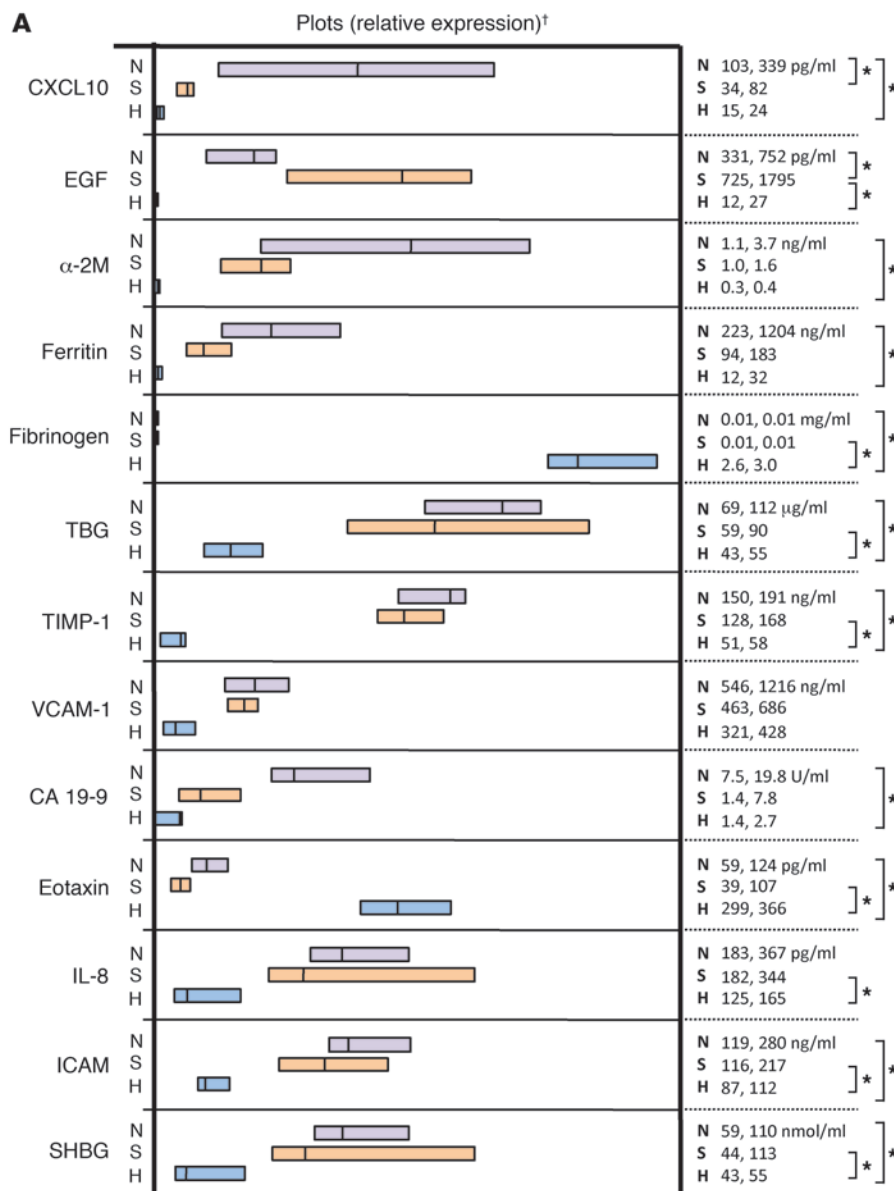 A
Plots (relative expression)†
CXCL10
N
S
H
N 103, 339 pg/ml
S 34, 82
H 15, 24
*
*
EGF
N
S
H
N 331, 752 pg/ml
S 725, 1795
H 12, 27
*
*
α-2M
N
S
H
N 1.1, 3.7 ng/ml
S 1.0, 1.6
H 0.3, 0.4
*
Ferritin
N
S
H
N 223, 1204 ng/ml
S 94, 183
H 12, 32
*
Fibrinogen
N
S
H
N 0.01, 0.01 mg/ml
S 0.01, 0.01
H 2.6, 3.0
*
*
TBG
N
S
H
N 69, 112 µg/ml
S 59, 90
H 43, 55
*
*
TIMP-1
N
S
H
N 150, 191 ng/ml
S 128, 168
H 51, 58
*
*
VCAM-1
N
S
H
N 546, 1216 ng/ml
S 463, 686
H 321, 428
CA 19-9
N
S
H
N 7.5, 19.8 U/ml
S 1.4, 7.8
H 1.4, 2.7
*
Eotaxin
N
S
H
N 59, 124 pg/ml
S 39, 107
H 299, 366
*
*
IL-8
N
S
H
N 183, 367 pg/ml
S 182, 344
H 125, 165
*
ICAM
N
S
H
N 119, 280 ng/ml
S 116, 217
H 87, 112
*
*
SHBG
N
S
H
N 59, 110 nmol/ml
S 44, 113
H 43, 55
*
*